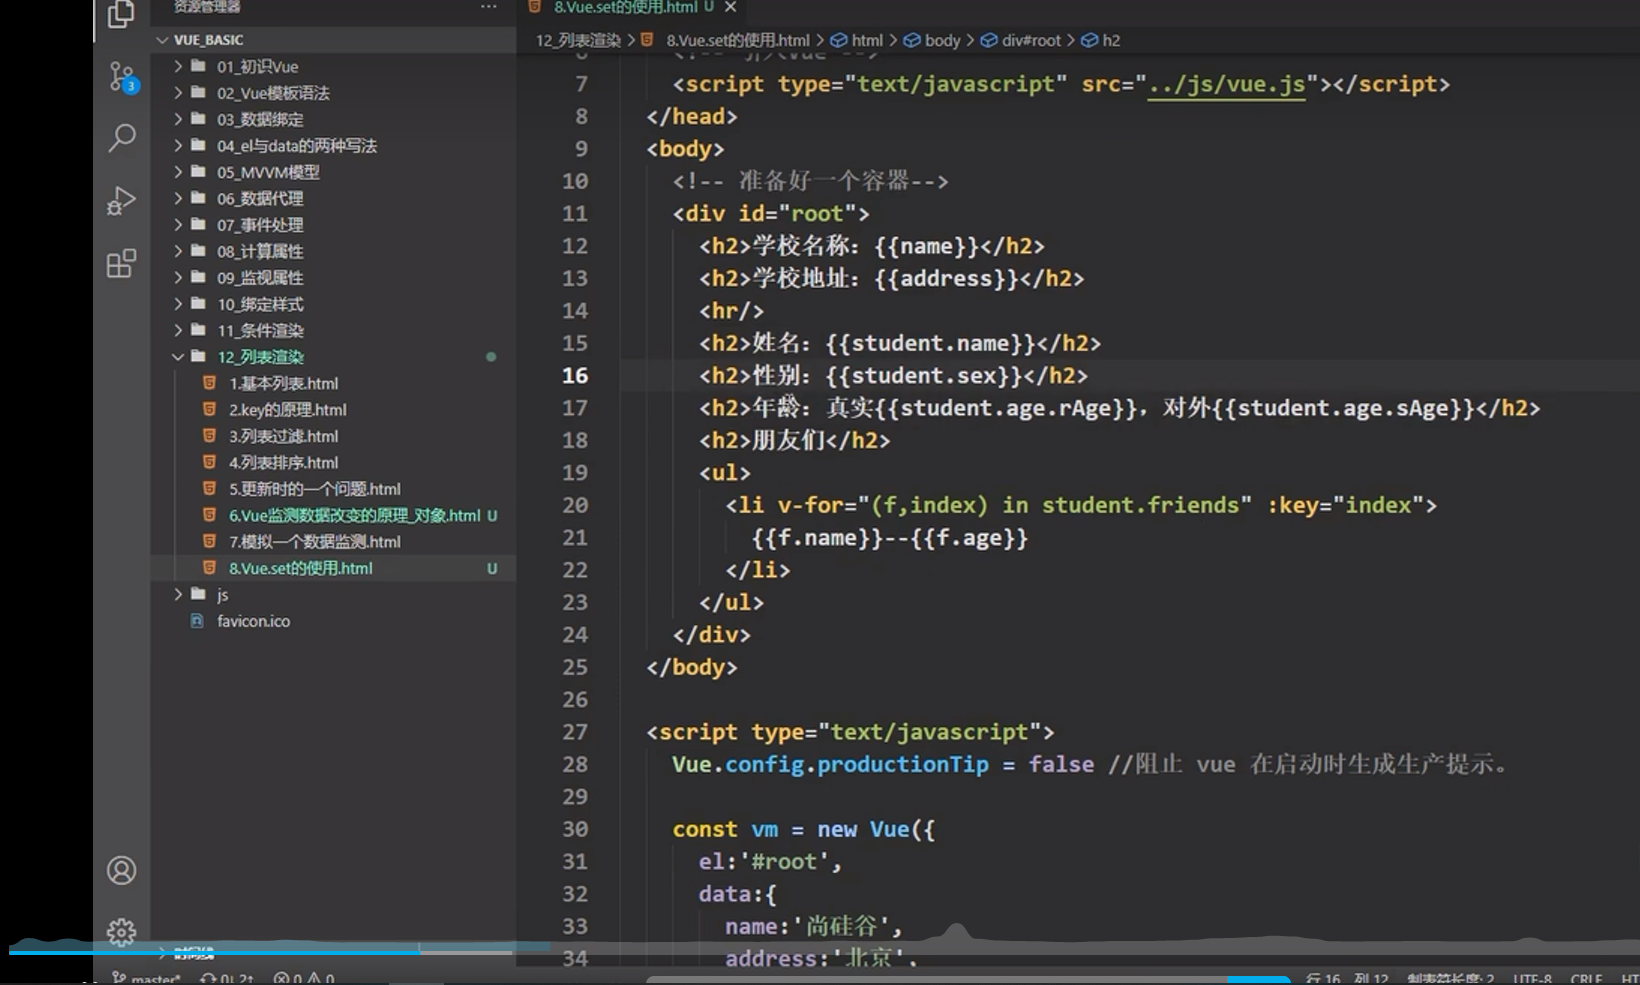 资源管理器
VUE_BASIC
01_初识Vue
02_Vue模板语法
03_数据绑定
04_el与data的两种写法
05_MVVM模型
06_数据代理
07_事件处理
08_计算属性
09_监视属性
10_绑定样式
11_条件渲染
12_列表渲染
1.基本列表.html
2.key的原理.html
3.列表过滤.html
4.列表排序.html
5.更新时的一个问题.html
6.Vue监测数据改变的原理_对象.html U
7.模拟一个数据监测.html
8.Vue.set的使用.html U
js
favicon.ico
时间线
8.Vue.set的使用.html U
12_列表渲染 > 8.Vue.set的使用.html > html > body > div#root > h2
6 <!-- 引入Vue -->
7 <script type="text/javascript" src="../js/vue.js"></script>
8 </head>
9 <body>
10 <!-- 准备好一个容器-->
11 <div id="root">
12 <h2>学校名称：{{name}}</h2>
13 <h2>学校地址：{{address}}</h2>
14 <hr/>
15 <h2>姓名：{{student.name}}</h2>
16 <h2>性别：{{student.sex}}</h2>
17 <h2>年龄：真实{{student.age.rAge}}，对外{{student.age.sAge}}</h2>
18 <h2>朋友们</h2>
19 <ul>
20 <li v-for="(f,index) in student.friends" :key="index">
21 {{f.name}}--{{f.age}}
22 </li>
23 </ul>
24 </div>
25 </body>
26
27 <script type="text/javascript">
28 Vue.config.productionTip = false //阻止 vue 在启动时生成生产提示。
29
30 const vm = new Vue({
31 el:'#root',
32 data:{
33 name:'尚硅谷',
34 address:'北京',
3
master* 0↓ 2↑ 0 0
行 16, 列 12 制表符长度: 2 UTF-8 CRLF HT